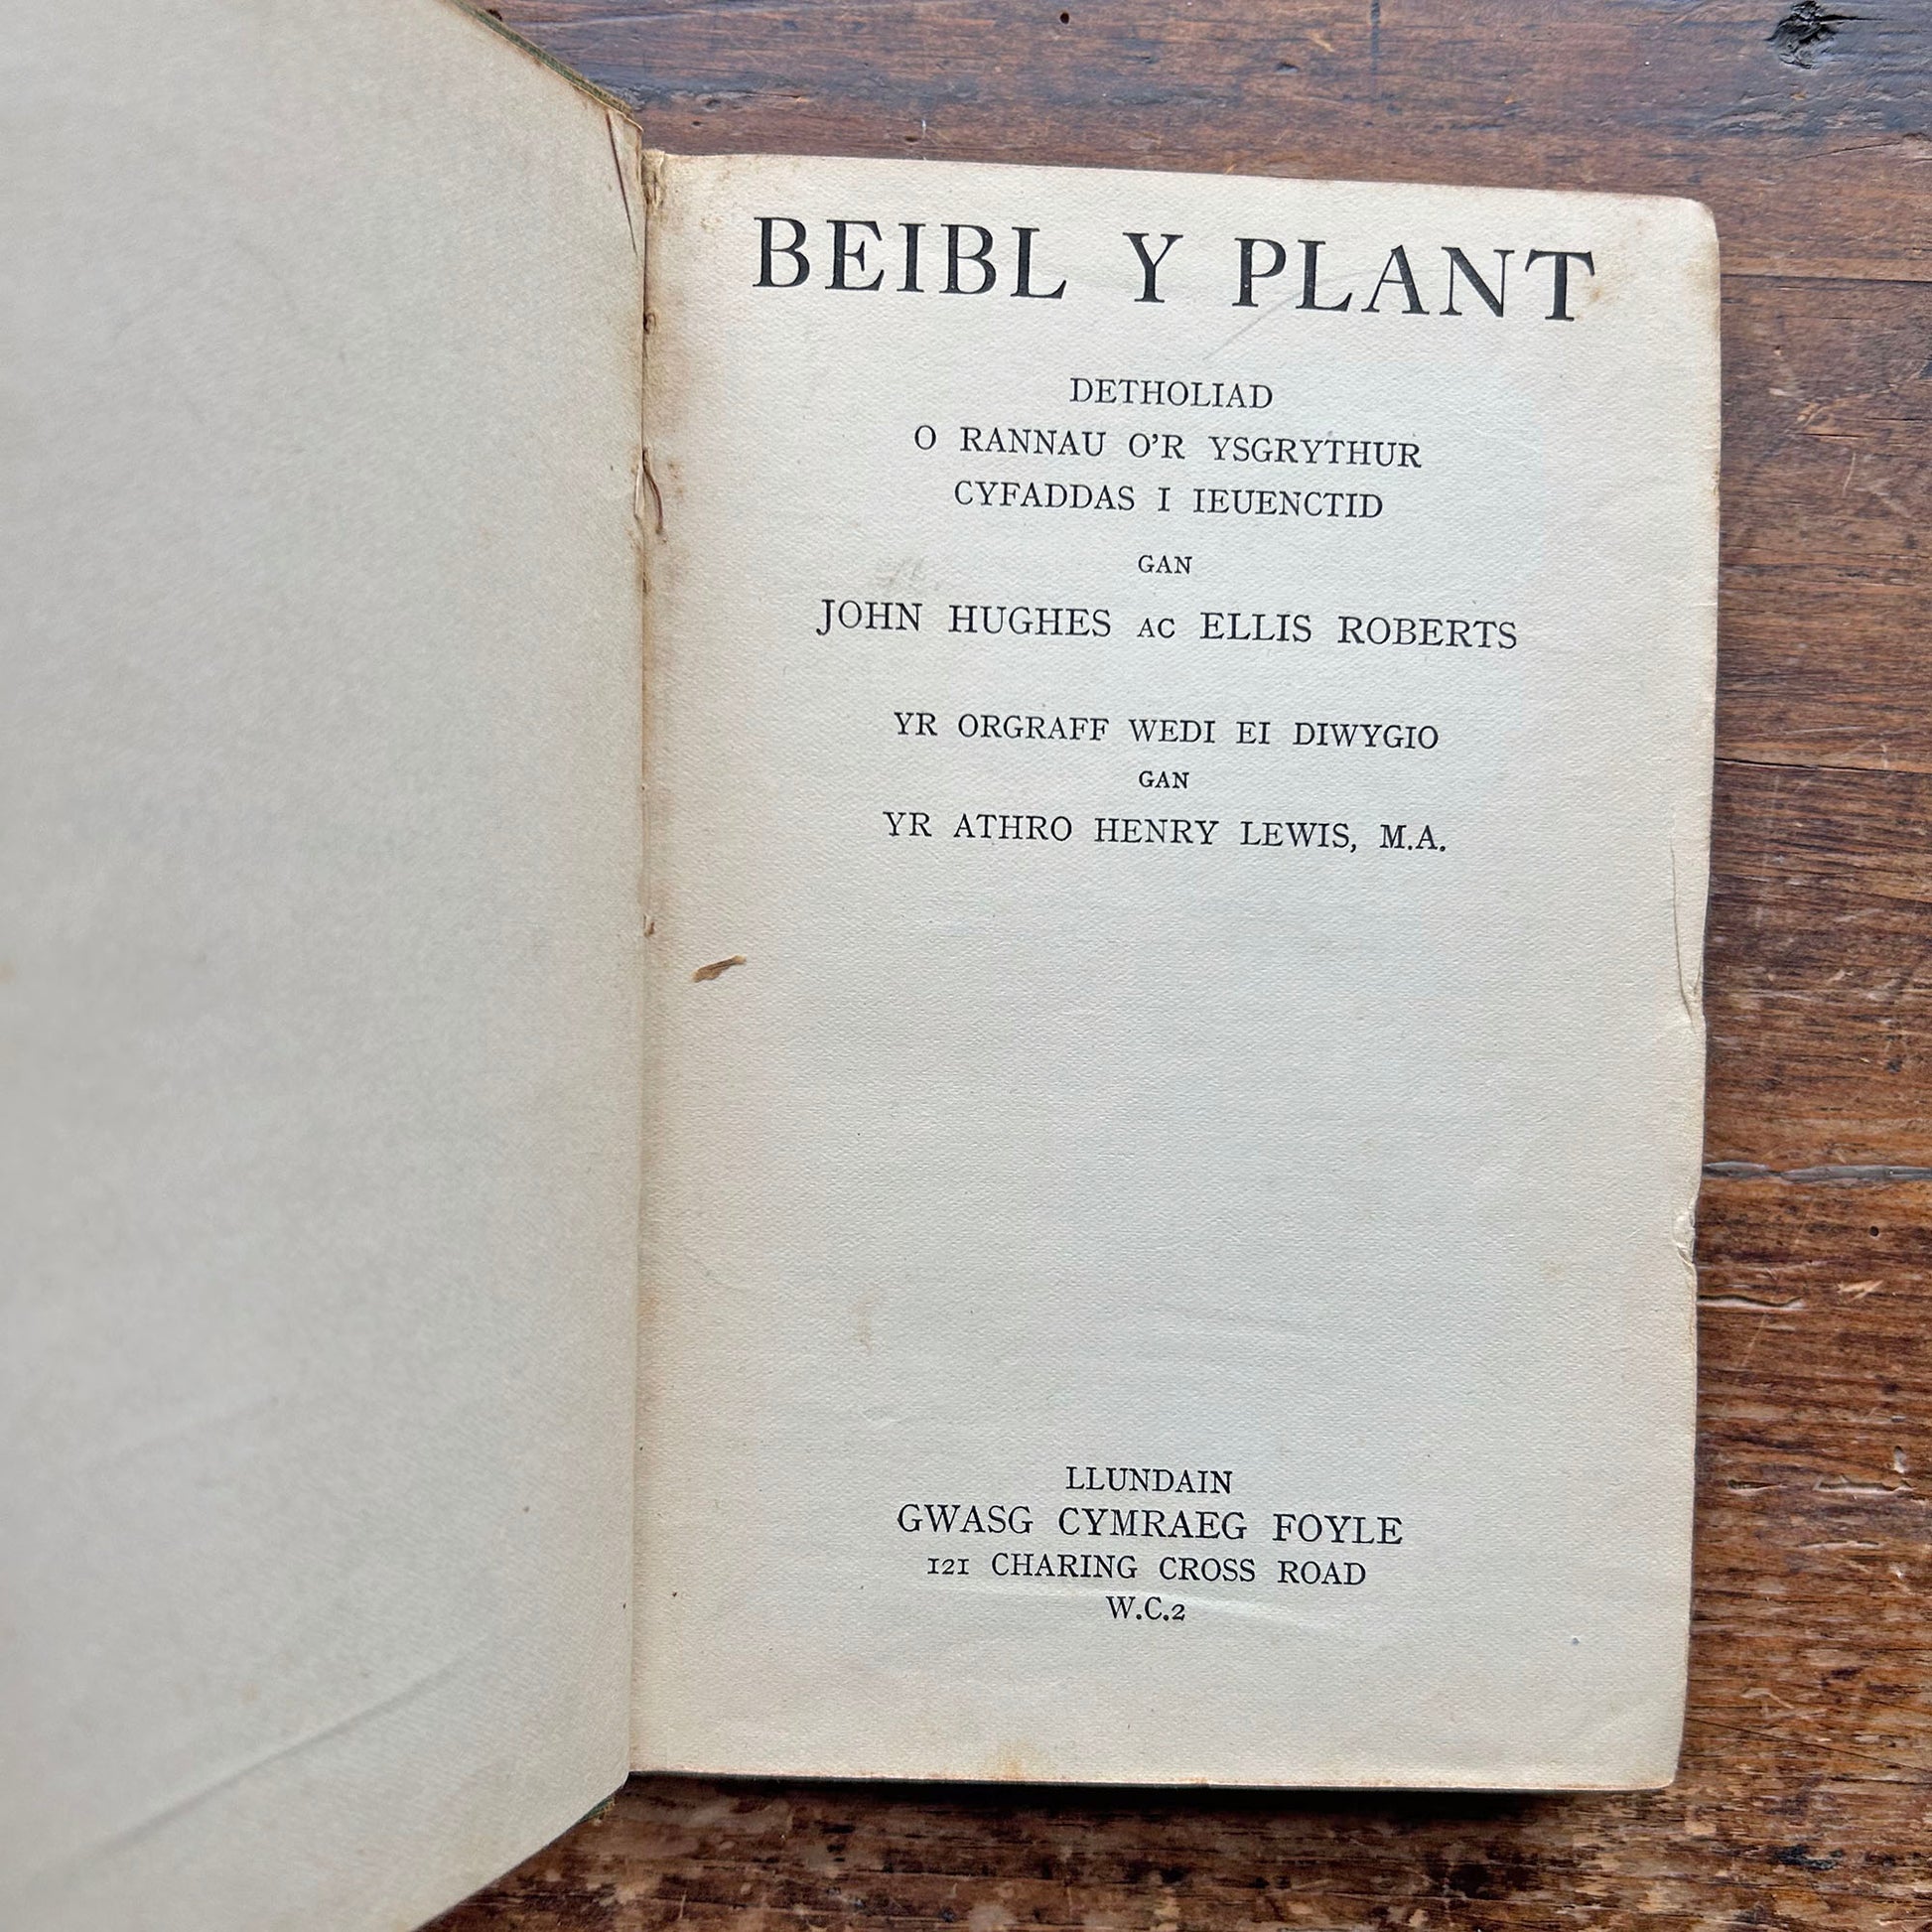 BEIBL Y PLANT
DETHOLIAD
O RANNAU O'R YSGRYTHUR
CYFADDAS I IEUENCTID
GAN
JOHN HUGHES AC ELLIS ROBERTS
YR ORGRAFF WEDI EI DIWYGIO
GAN
YR ATHRO HENRY LEWIS, M.A.
LLUNDAIN
GWASG CYMRAEG FOYLE
121 CHARING CROSS ROAD
W.C.2